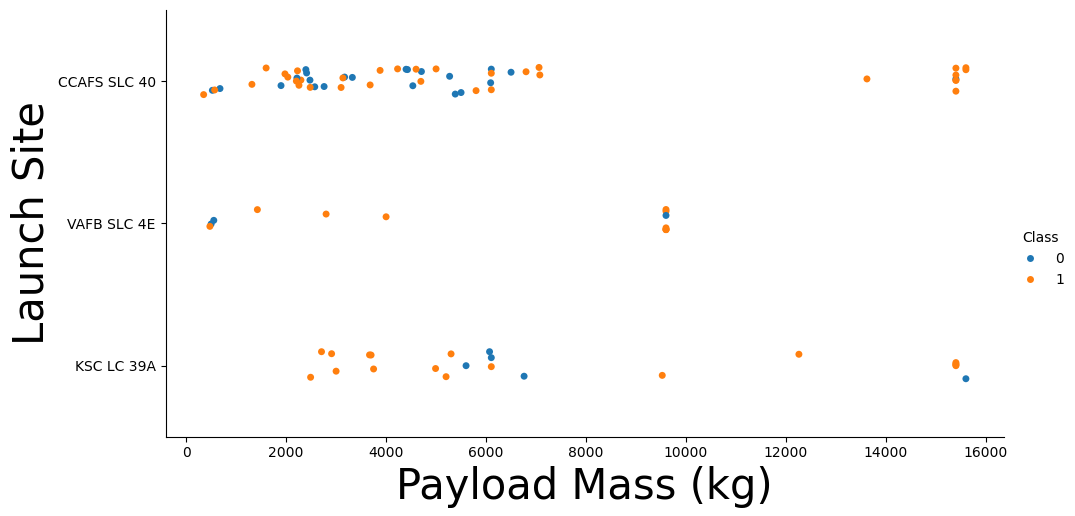 Launch Site
CCAFS SLC 40
VAFB SLC 4E
KSC LC 39A
0 2000 4000 6000 8000 10000 12000 14000 16000
Payload Mass (kg)
Class
0
1